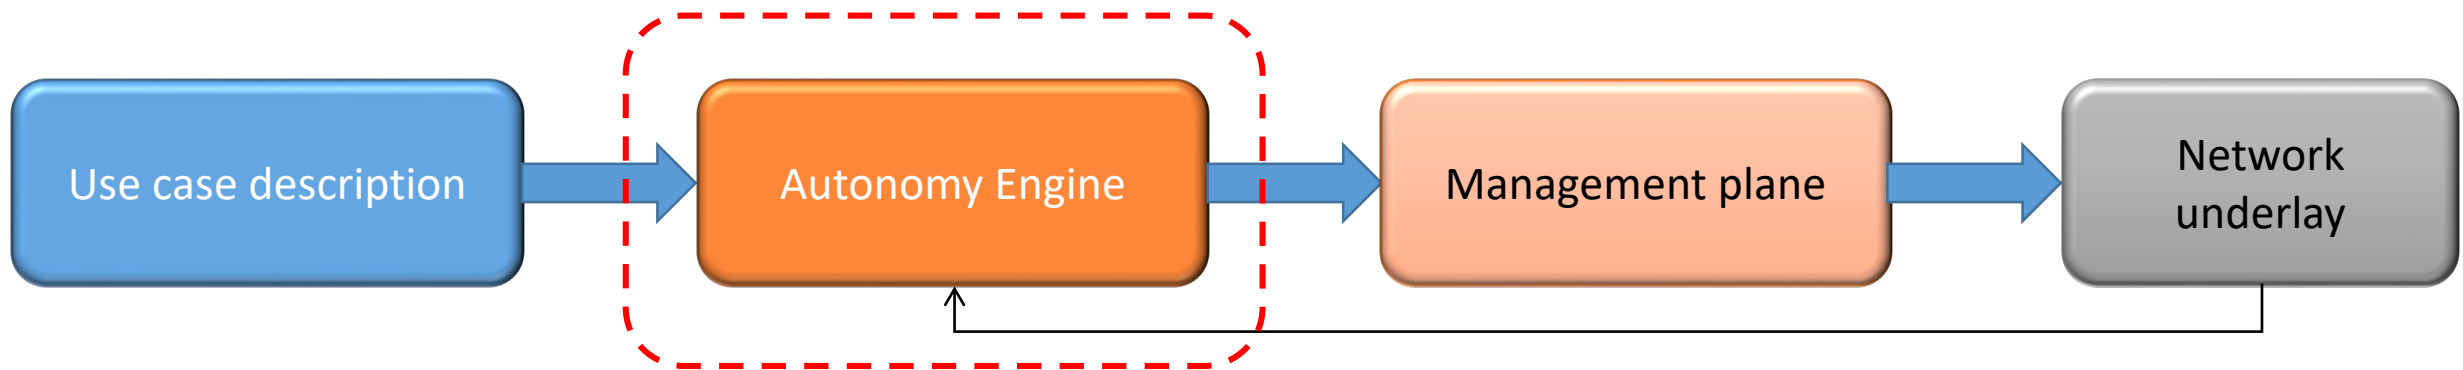 Use case description
Autonomy Engine
Management plane
Network
underlay